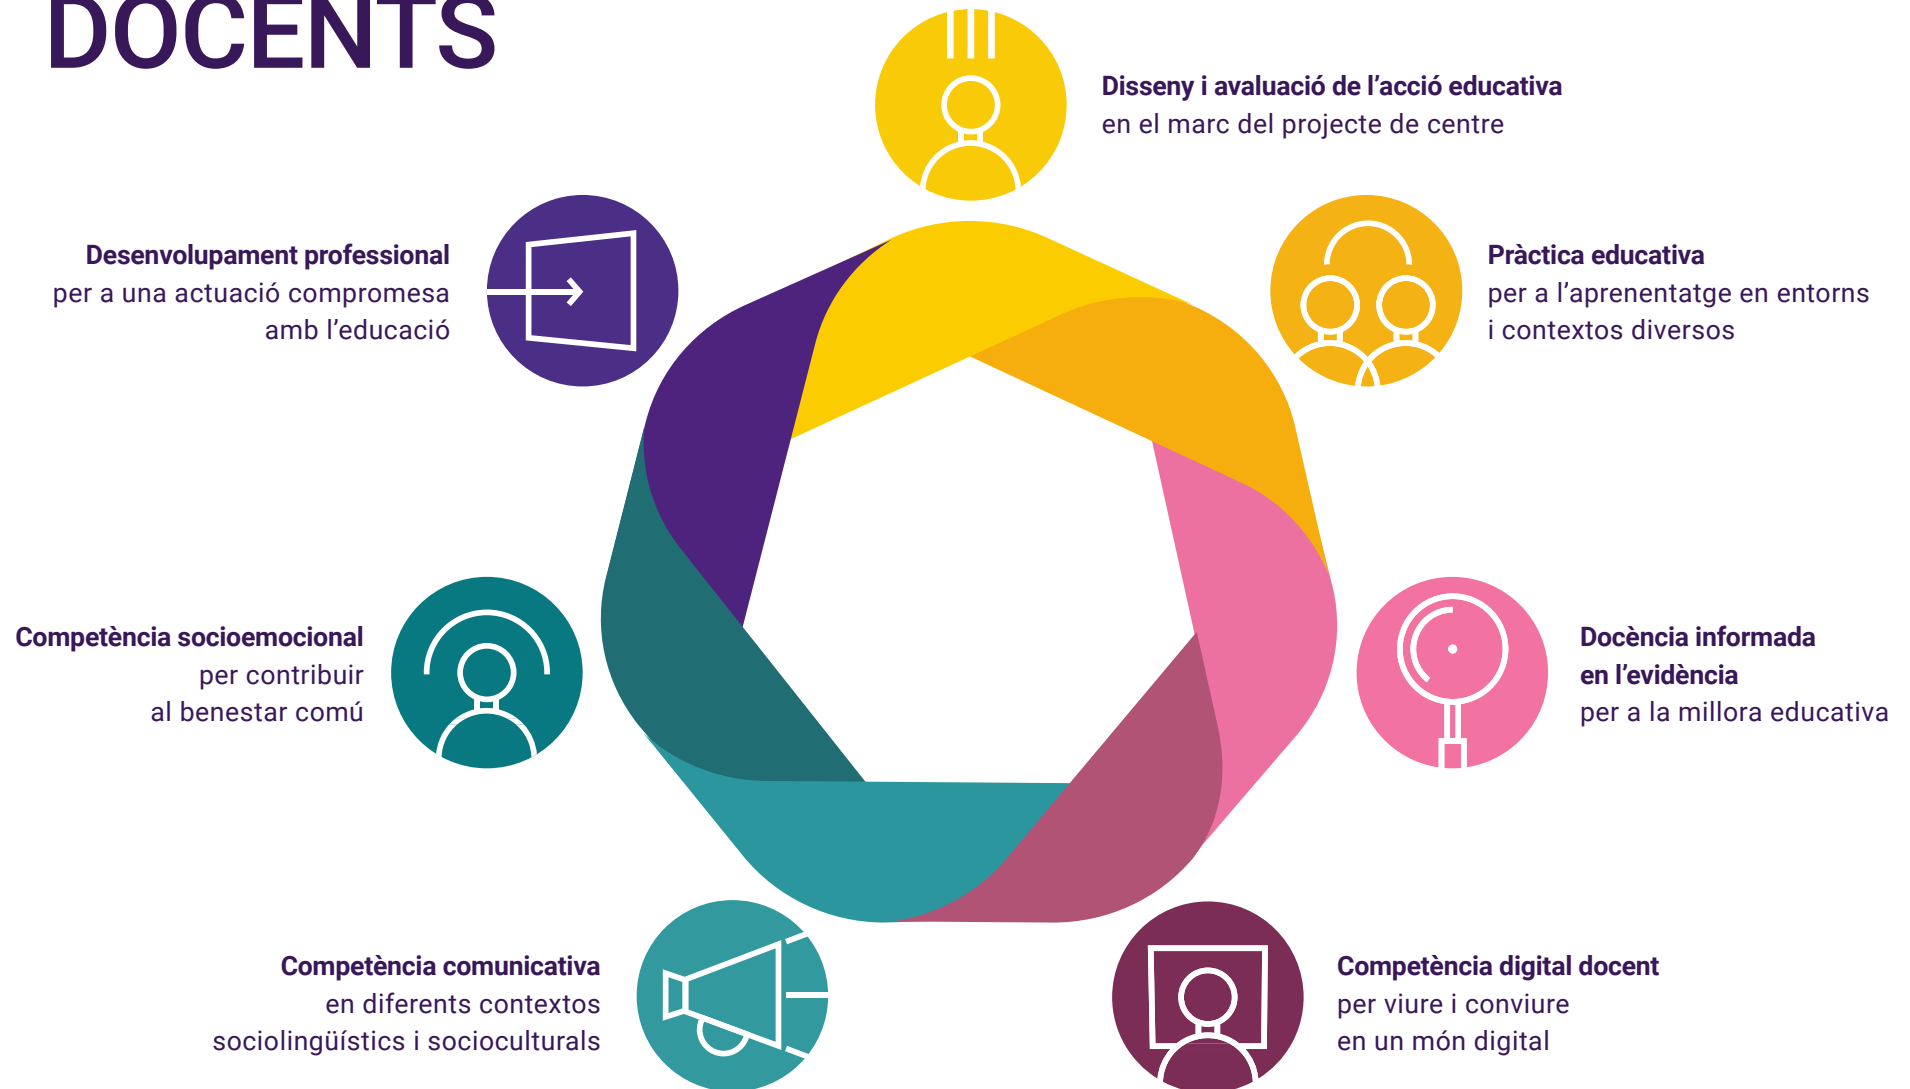 DOCENTS
Disseny i avaluació de l’acció educativa
en el marc del projecte de centre
Desenvolupament professional
per a una actuació compromesa
amb l’educació
Pràctica educativa
per a l’aprenentatge en entorns
i contextos diversos
Competència socioemocional
per contribuir
al benestar comú
Docència informada
en l’evidència
per a la millora educativa
Competència comunicativa
en diferents contextos
sociolingüístics i socioculturals
Competència digital docent
per viure i conviure
en un món digital